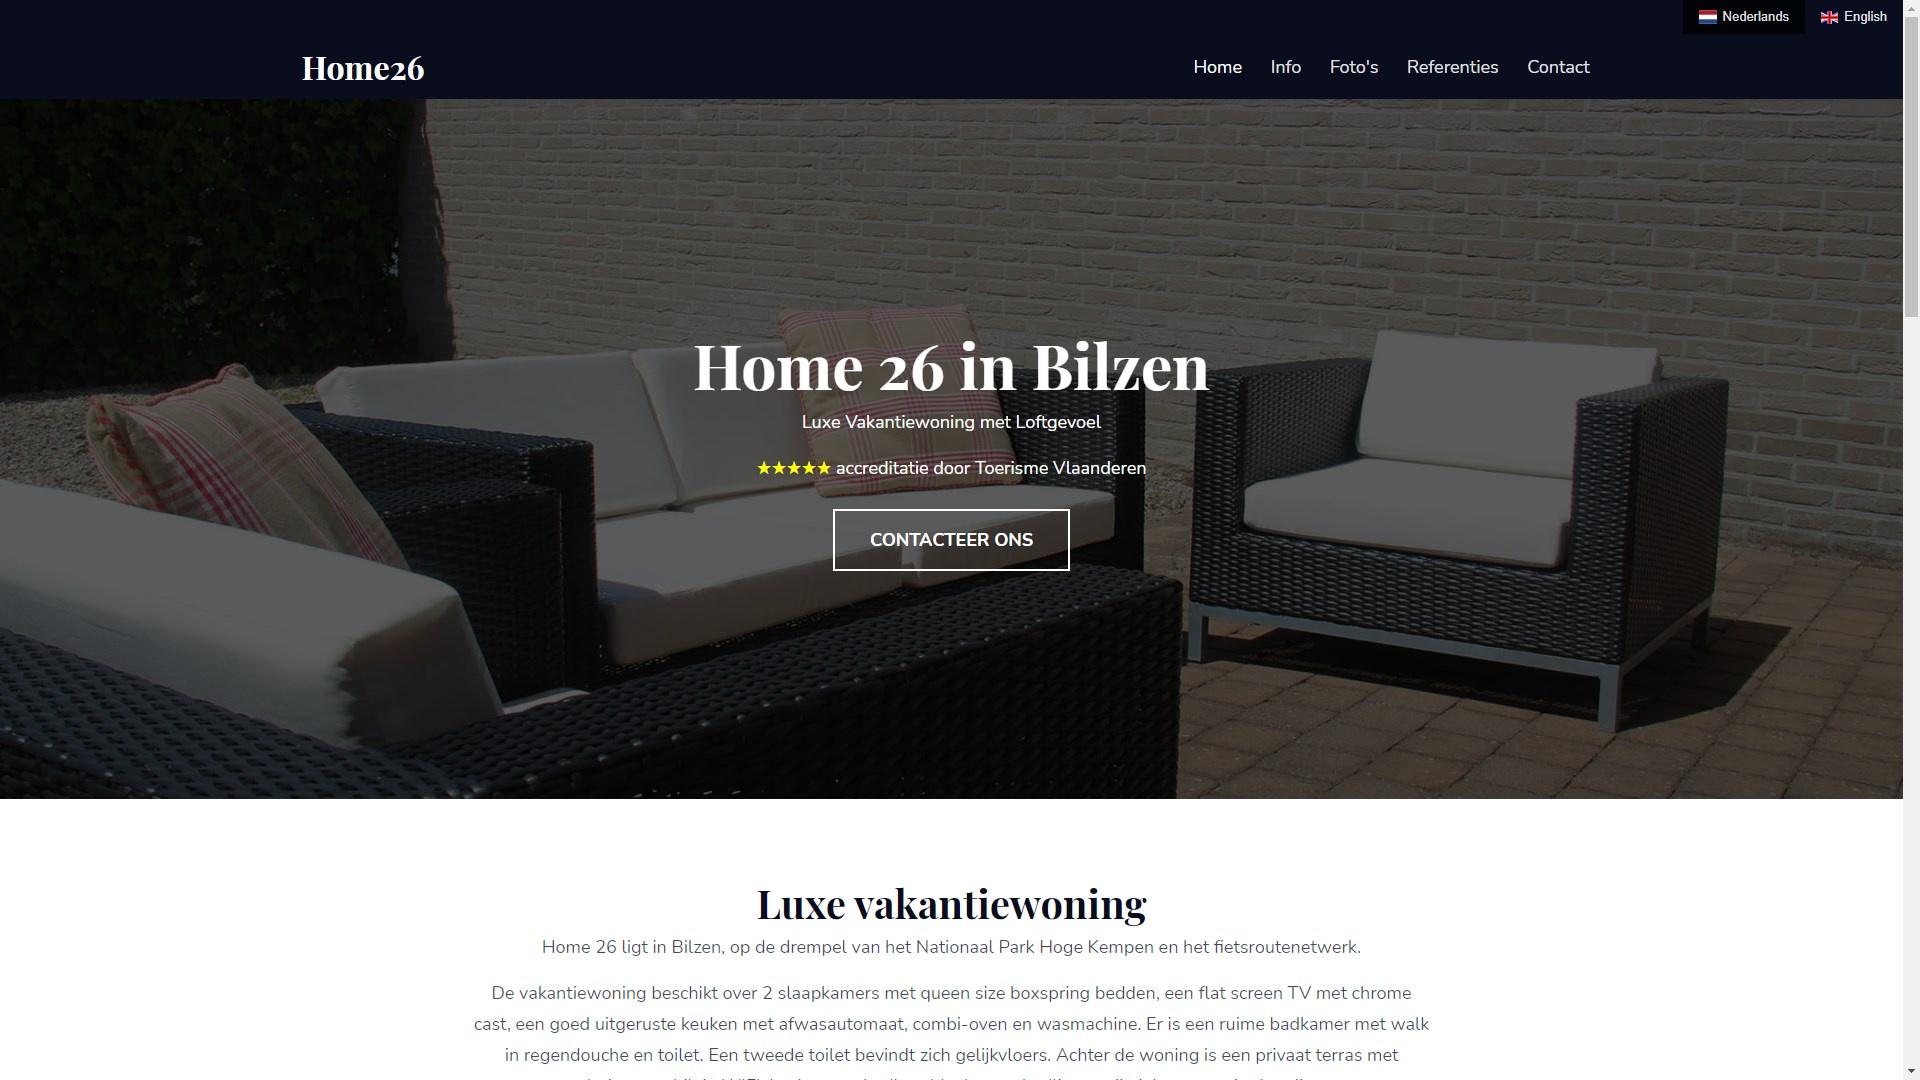 Nederlands English
Home26
Home Info Foto's Referenties Contact
Home 26 in Bilzen
Luxe Vakantiewoning met Loftgevoel
★★★★★ accreditatie door Toerisme Vlaanderen
CONTACTEER ONS
Luxe vakantiewoning
Home 26 ligt in Bilzen, op de drempel van het Nationaal Park Hoge Kempen en het fietsroutenetwerk.
De vakantiewoning beschikt over 2 slaapkamers met queen size boxspring bedden, een flat screen TV met chrome
cast, een goed uitgeruste keuken met afwasautomaat, combi-oven en wasmachine. Er is een ruime badkamer met walk
in regendouche en toilet. Een tweede toilet bevindt zich gelijkvloers. Achter de woning is een privaat terras met